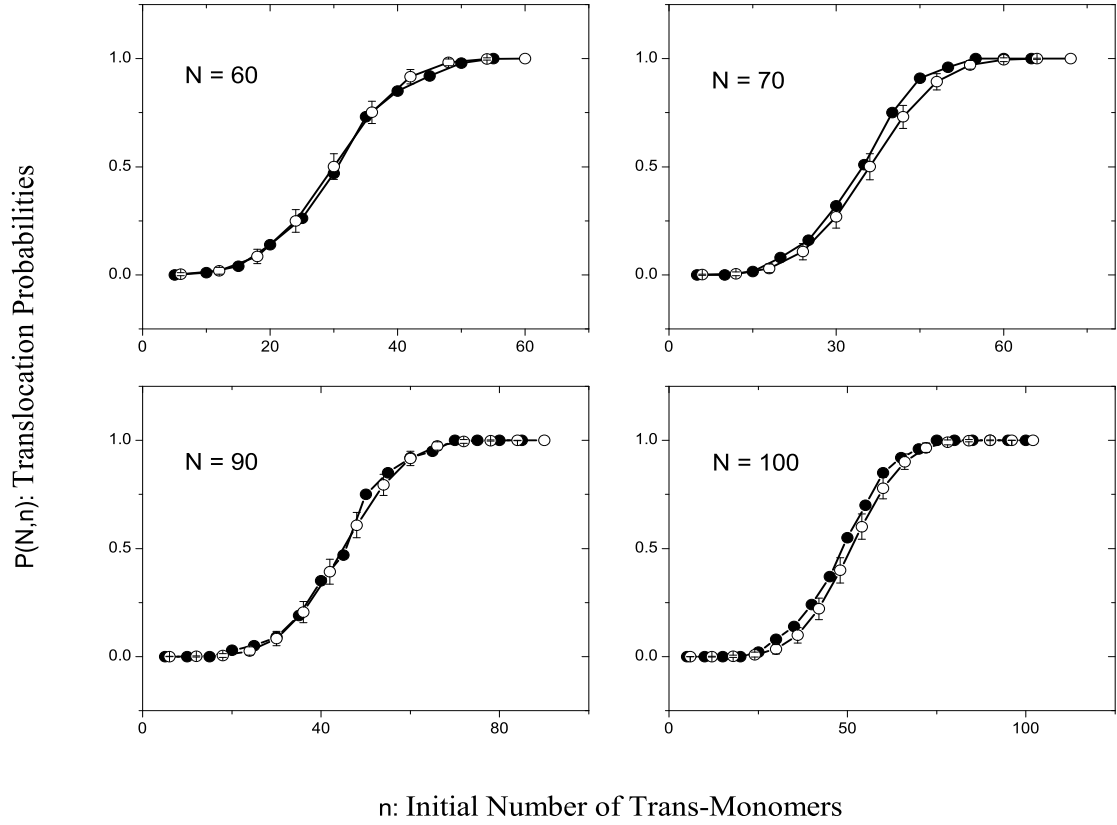 P(N,n): Translocation Probabilities
N = 60
1.0
0.5
0.0
0 20 40 60
N = 70
1.0
0.5
0.0
0 30 60
N = 90
1.0
0.5
0.0
0 40 80
N = 100
1.0
0.5
0.0
0 50 100
n: Initial Number of Trans-Monomers